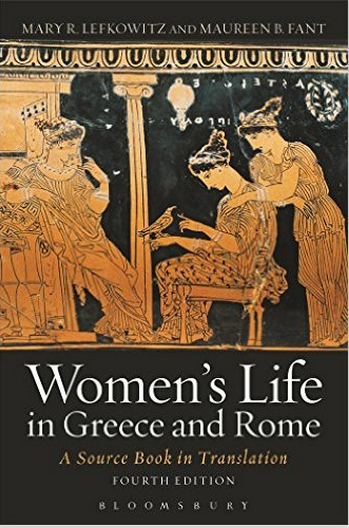 MARY R. LEFKOWITZ AND MAUREEN B. FANT
Women's Life
in Greece and Rome
A Source Book in Translation
FOURTH EDITION
BLOOMSBURY